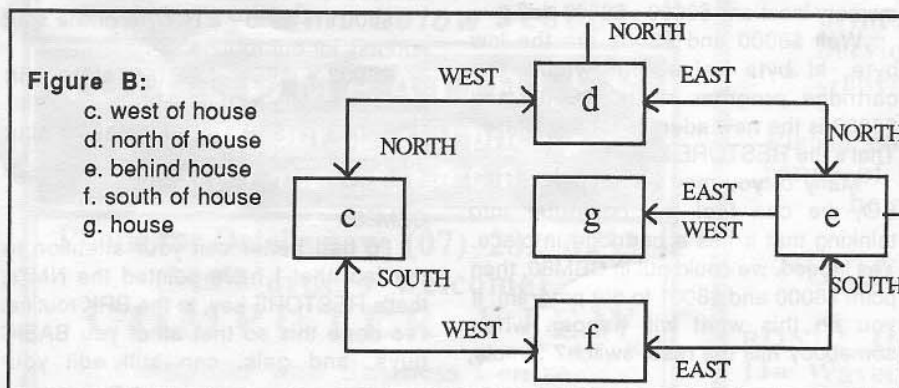 NORTH
WEST
EAST
Figure B:
c. west of house
d. north of house
e. behind house
f. south of house
g. house
d
NORTH
NORTH
c
g
EAST
WEST
e
SOUTH
SOUTH
WEST
f
EAST